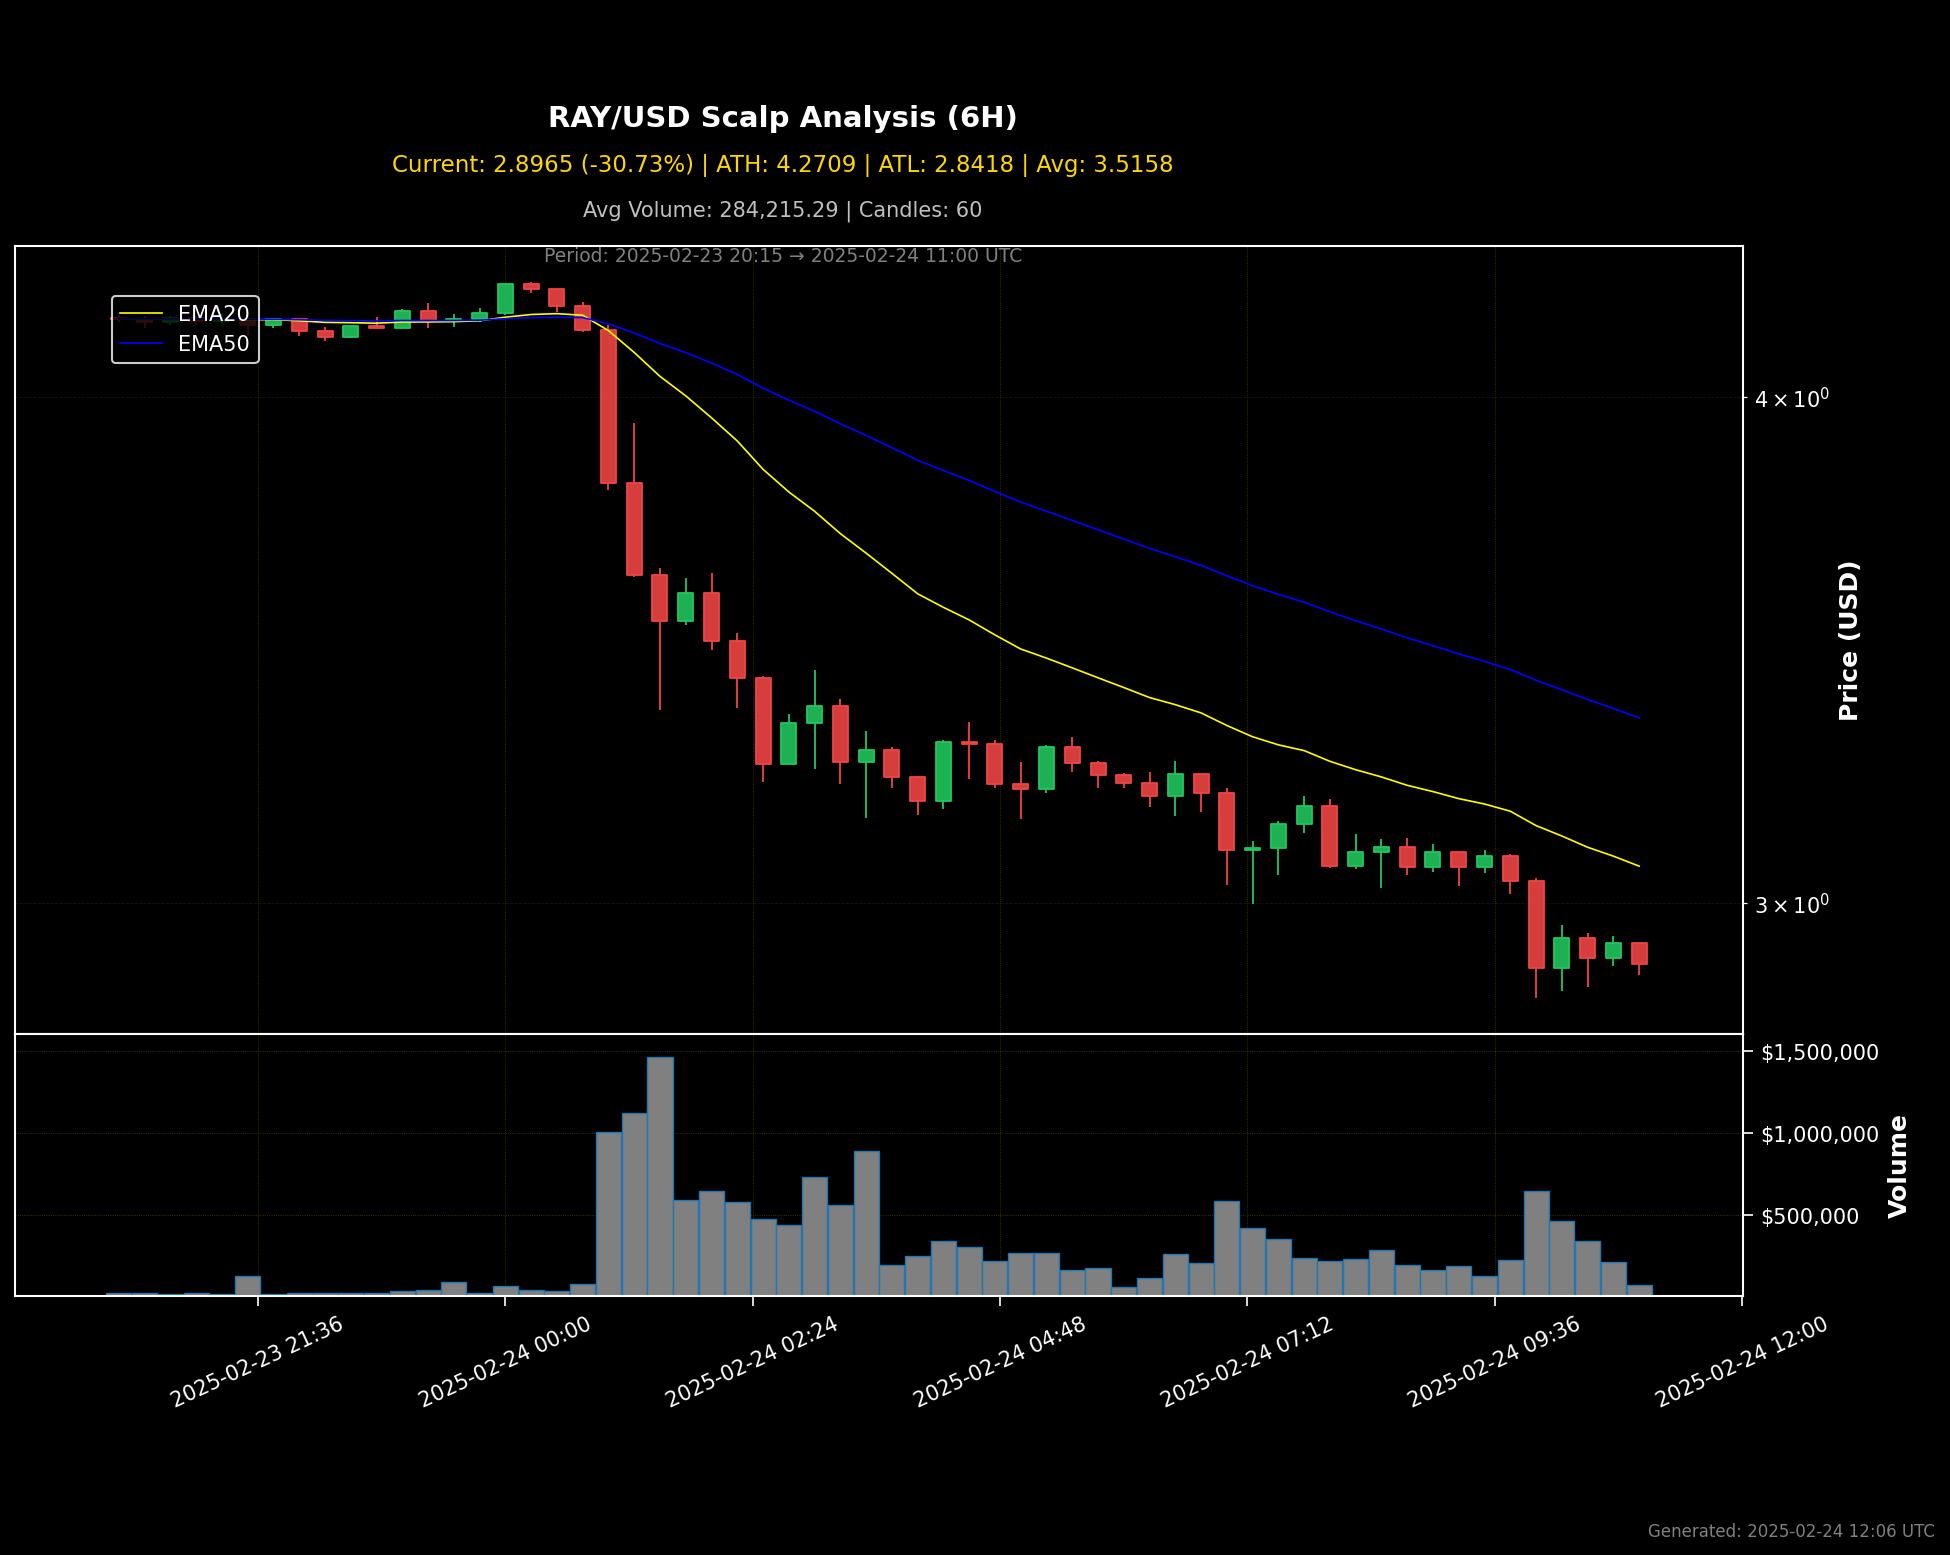 RAY/USD Scalp Analysis (6H)
Current: 2.8965 (-30.73%) | ATH: 4.2709 | ATL: 2.8418 | Avg: 3.5158
Avg Volume: 284,215.29 | Candles: 60
Period: 2025-02-23 20:15 → 2025-02-24 11:00 UTC
EMA20
EMA50
4 × 10⁰
3 × 10⁰
Price (USD)
$1,500,000
$1,000,000
$500,000
Volume
2025-02-23 21:36
2025-02-24 00:00
2025-02-24 02:24
2025-02-24 04:48
2025-02-24 07:12
2025-02-24 09:36
2025-02-24 12:00
Generated: 2025-02-24 12:06 UTC